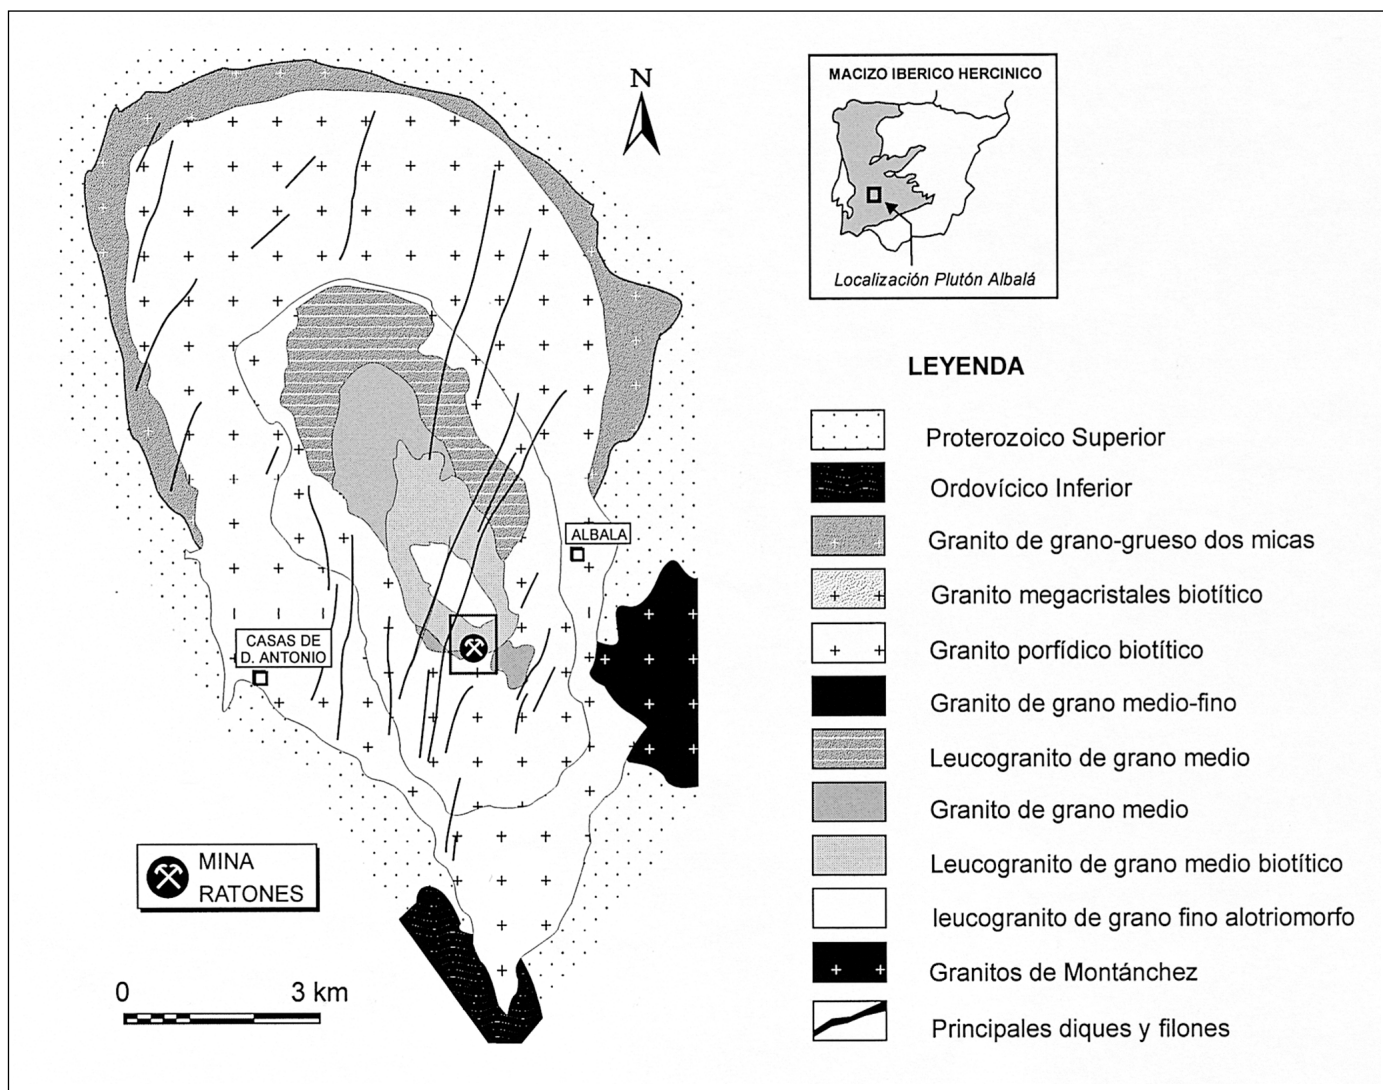 N
MACIZO IBERICO HERCINICO
Localización Plutón Albalá
LEYENDA
Proterozoico Superior
Ordovícico Inferior
Granito de grano-grueso dos micas
Granito megacristales biotítico
Granito porfídico biotítico
Granito de grano medio-fino
Leucogranito de grano medio
Granito de grano medio
Leucogranito de grano medio biotítico
leucogranito de grano fino alotriomorfo
Granitos de Montánchez
Principales diques y filones
ALBALA
CASAS DE
D. ANTONIO
MINA
RATONES
0 3 km